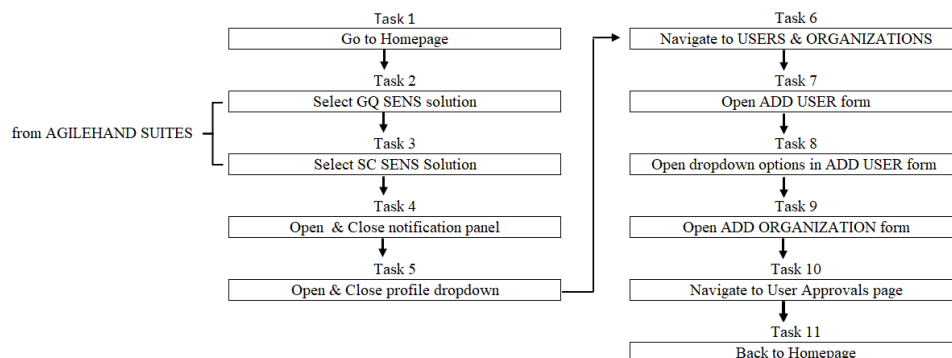 Task 1
Go to Homepage
Task 2
Select GQ SENS solution
from AGILEHAND SUITES
Task 3
Select SC SENS Solution
Task 4
Open & Close notification panel
Task 5
Open & Close profile dropdown
Task 6
Navigate to USERS & ORGANIZATIONS
Task 7
Open ADD USER form
Task 8
Open dropdown options in ADD USER form
Task 9
Open ADD ORGANIZATION form
Task 10
Navigate to User Approvals page
Task 11
Back to Homepage